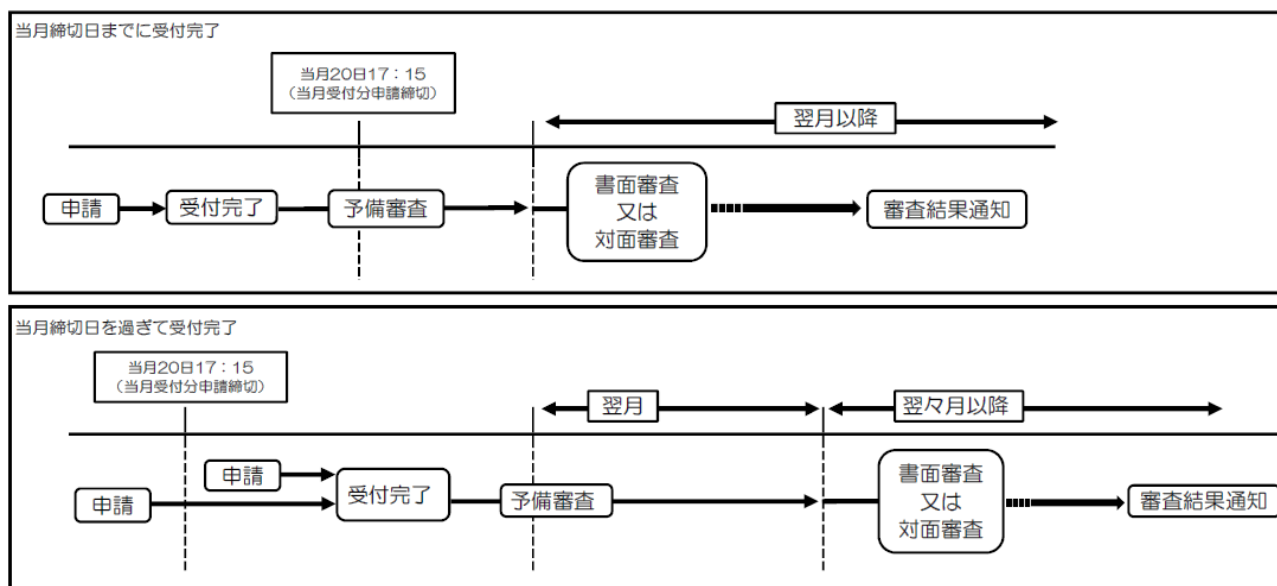 当月締切日までに受付完了
当月20日17：15
（当月受付分申請締切）
翌月以降
申請
受付完了
予備審査
書面審査
又は
対面審査
審査結果通知
当月締切日を過ぎて受付完了
当月20日17：15
（当月受付分申請締切）
翌月
翌々月以降
申請
申請
受付完了
予備審査
書面審査
又は
対面審査
審査結果通知